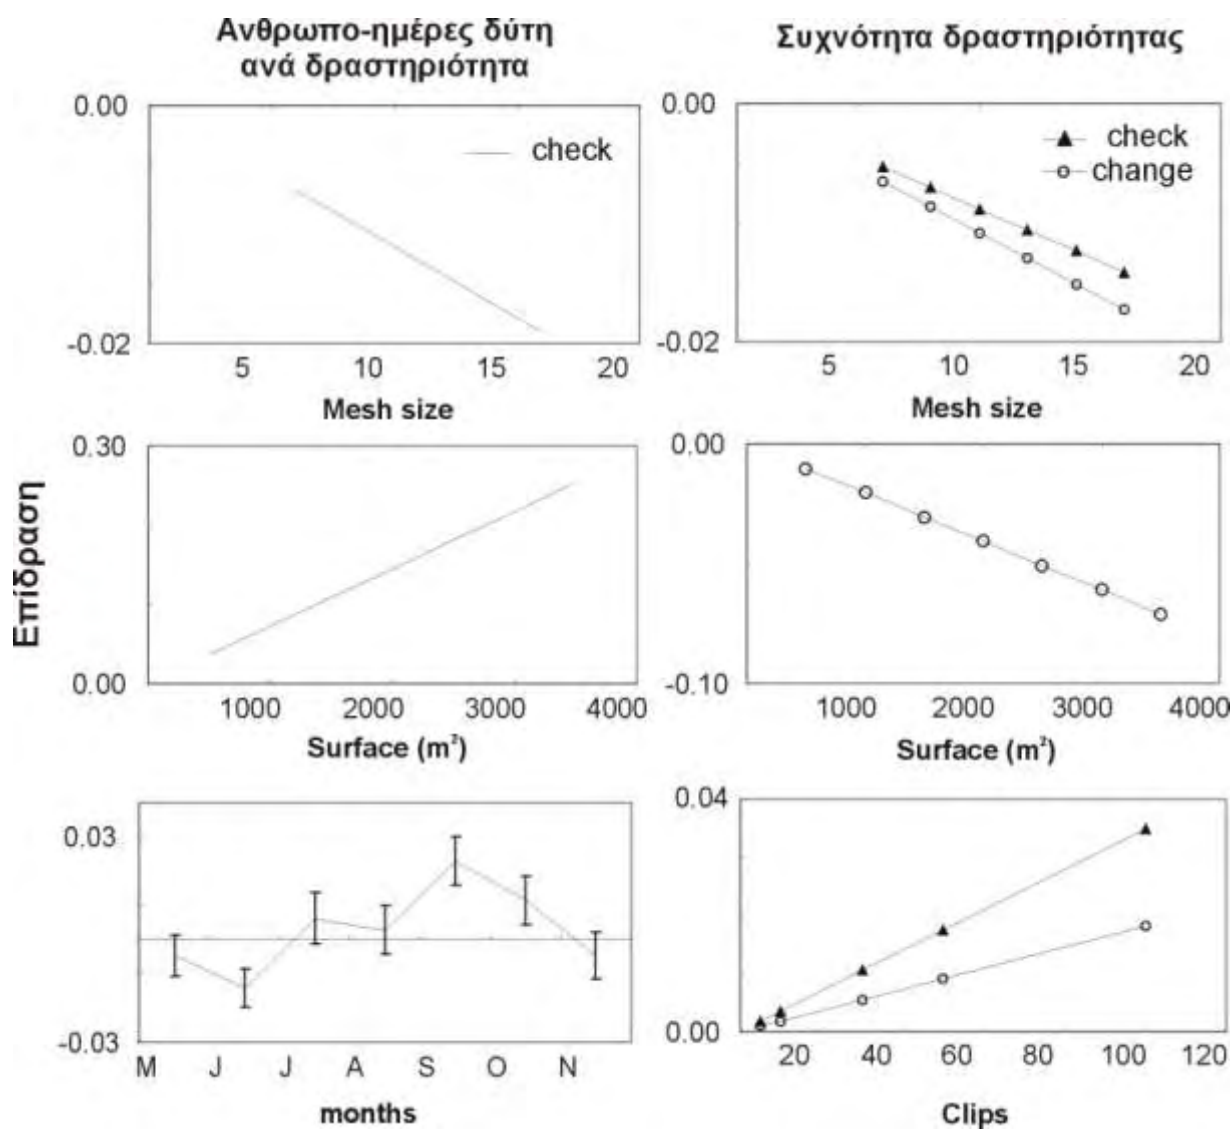 Ανθρωπο-ημέρες δύτη
ανά δραστηριότητα
Συχνότητα δραστηριότητας
0.00
check
-0.02
5 10 15 20
Mesh size
0.00
check
change
-0.02
5 10 15 20
Mesh size
Επίδραση
0.30
0.00
1000 2000 3000 4000
Surface (m²)
0.00
-0.10
1000 2000 3000 4000
Surface (m²)
0.03
-0.03
M J J A S O N
months
0.04
0.00
20 40 60 80 100 120
Clips